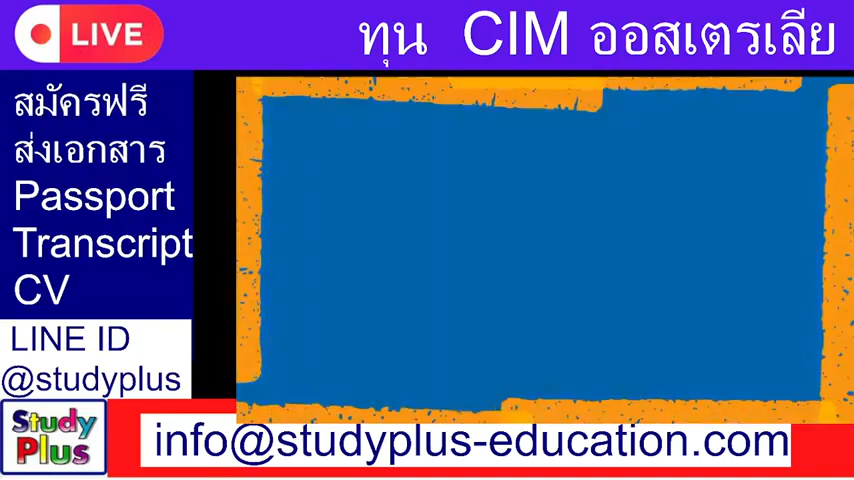 LIVE
ทุน CIM ออสเตรเลีย
สมัครฟรี
ส่งเอกสาร
Passport
Transcript
CV
LINE ID
@studyplus
Study
Plus
info@studyplus-education.com